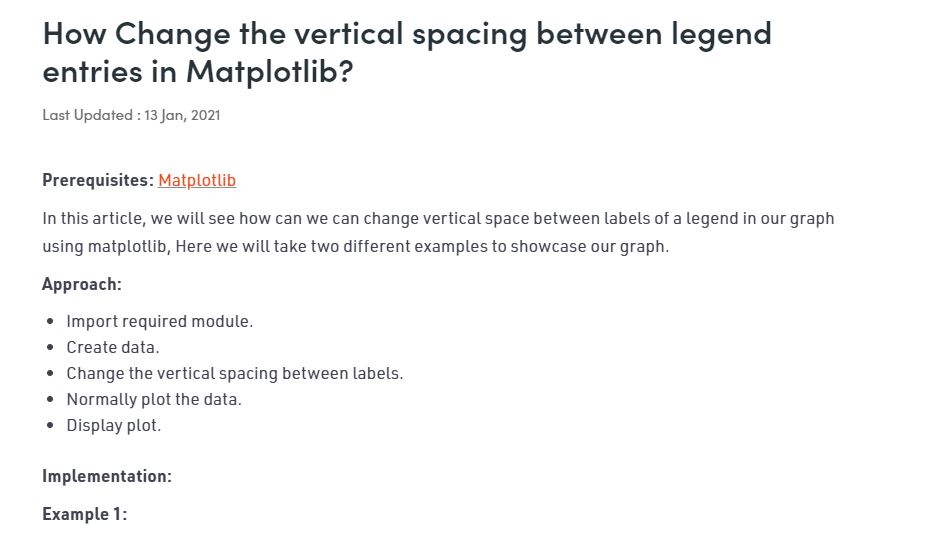 How Change the vertical spacing between legend
entries in Matplotlib?
Last Updated : 13 Jan, 2021
Prerequisites: Matplotlib
In this article, we will see how can we can change vertical space between labels of a legend in our graph
using matplotlib, Here we will take two different examples to showcase our graph.
Approach:
• Import required module.
• Create data.
• Change the vertical spacing between labels.
• Normally plot the data.
• Display plot.
Implementation:
Example 1: